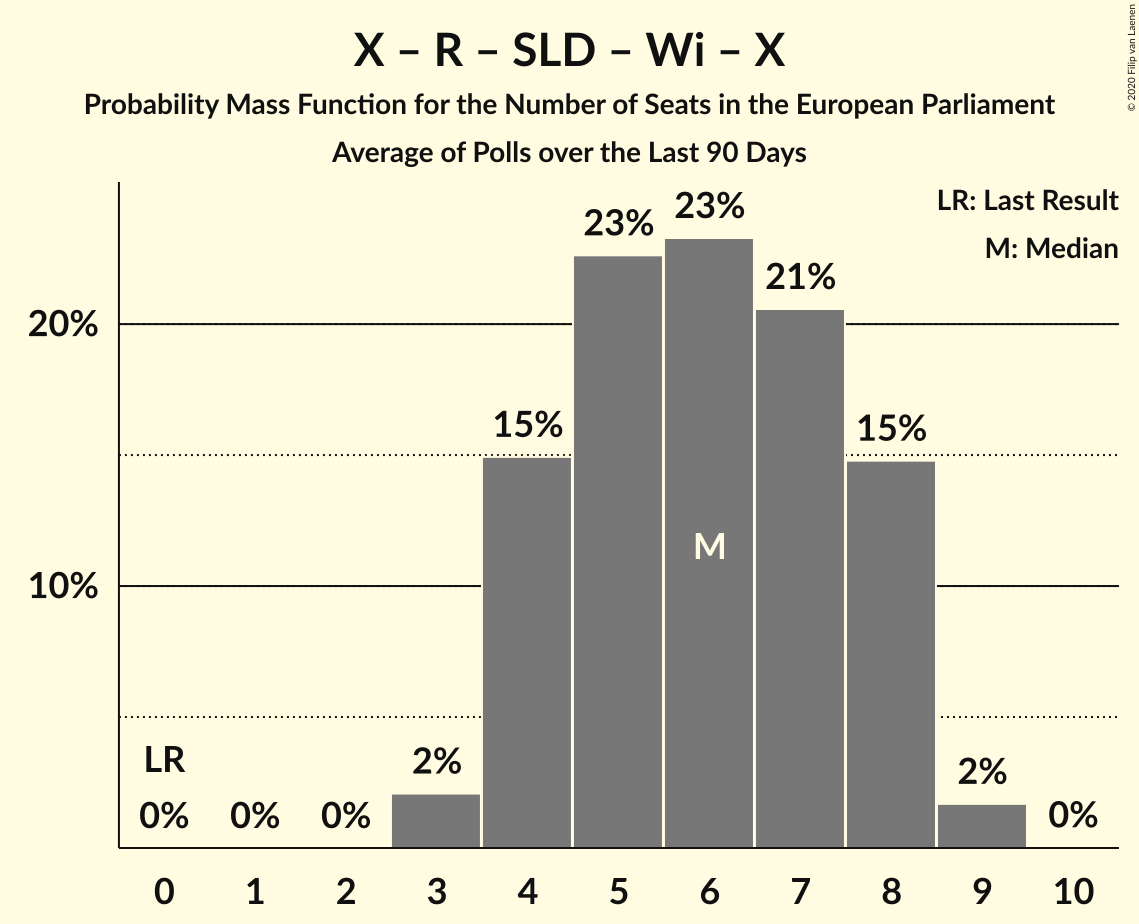 X – R – SLD – Wi – X
Probability Mass Function for the Number of Seats in the European Parliament
Average of Polls over the Last 90 Days
© 2020 Filip van Laenen
LR: Last Result
M: Median
23%
23%
21%
20%
15%
15%
M
10%
LR
2%
2%
0%
0%
0%
0%
0 1 2 3 4 5 6 7 8 9 10